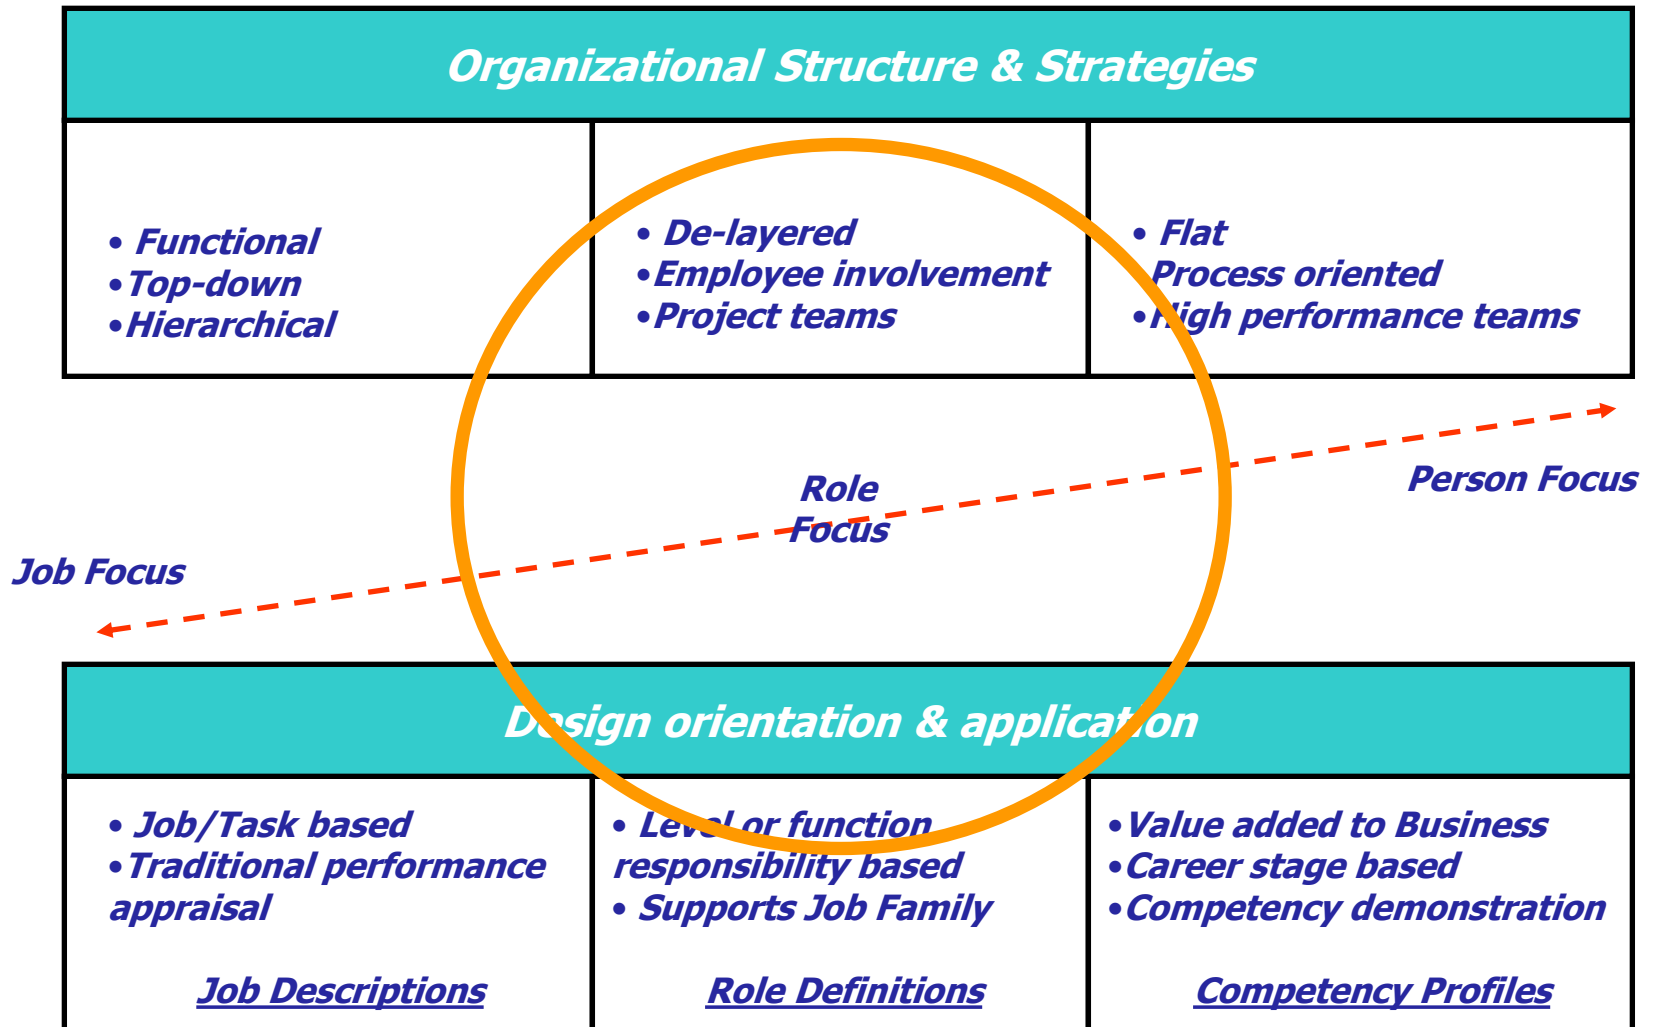 Organizational Structure & Strategies
• Functional
•Top-down
•Hierarchical
• De-layered
•Employee involvement
•Project teams
• Flat
•Process oriented
•High performance teams
Role
Focus
Person Focus
Job Focus
Design orientation & application
• Job/Task based
•Traditional performance
appraisal
Job Descriptions
• Level or function
responsibility based
• Supports Job Family
Role Definitions
•Value added to Business
•Career stage based
•Competency demonstration
Competency Profiles